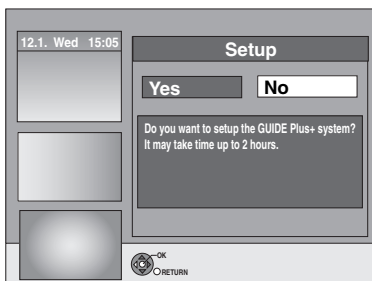 12.1. Wed 15:05
Setup
Yes No
Do you want to setup the GUIDE Plus+ system?
It may take time up to 2 hours.
OK
RETURN